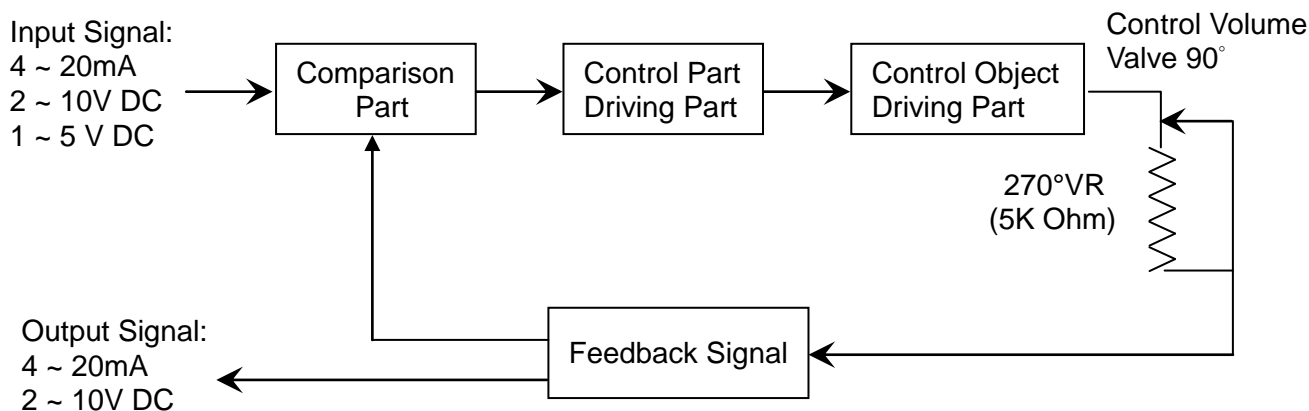 Input Signal:
4 ~ 20mA
2 ~ 10V DC
1 ~ 5 V DC
Comparison
Part
Control Part
Driving Part
Control Object
Driving Part
Control Volume
Valve 90°
270°VR
(5K Ohm)
Feedback Signal
Output Signal:
4 ~ 20mA
2 ~ 10V DC